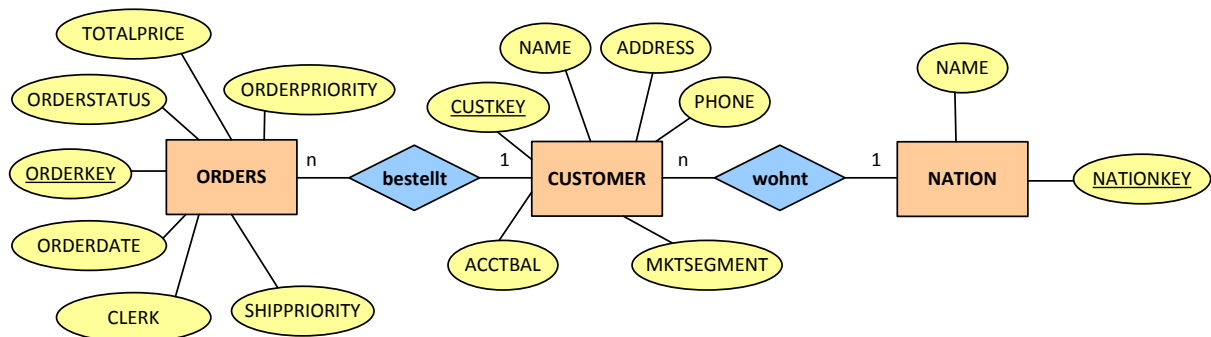 TOTALPRICE
ORDERSTATUS
ORDERPRIORITY
ORDERKEY
ORDERS
ORDERDATE
CLERK
SHIPPRIORITY
n
bestellt
1
NAME
ADDRESS
CUSTKEY
PHONE
CUSTOMER
ACCTBAL
MKTSEGMENT
n
wohnt
1
NAME
NATION
NATIONKEY